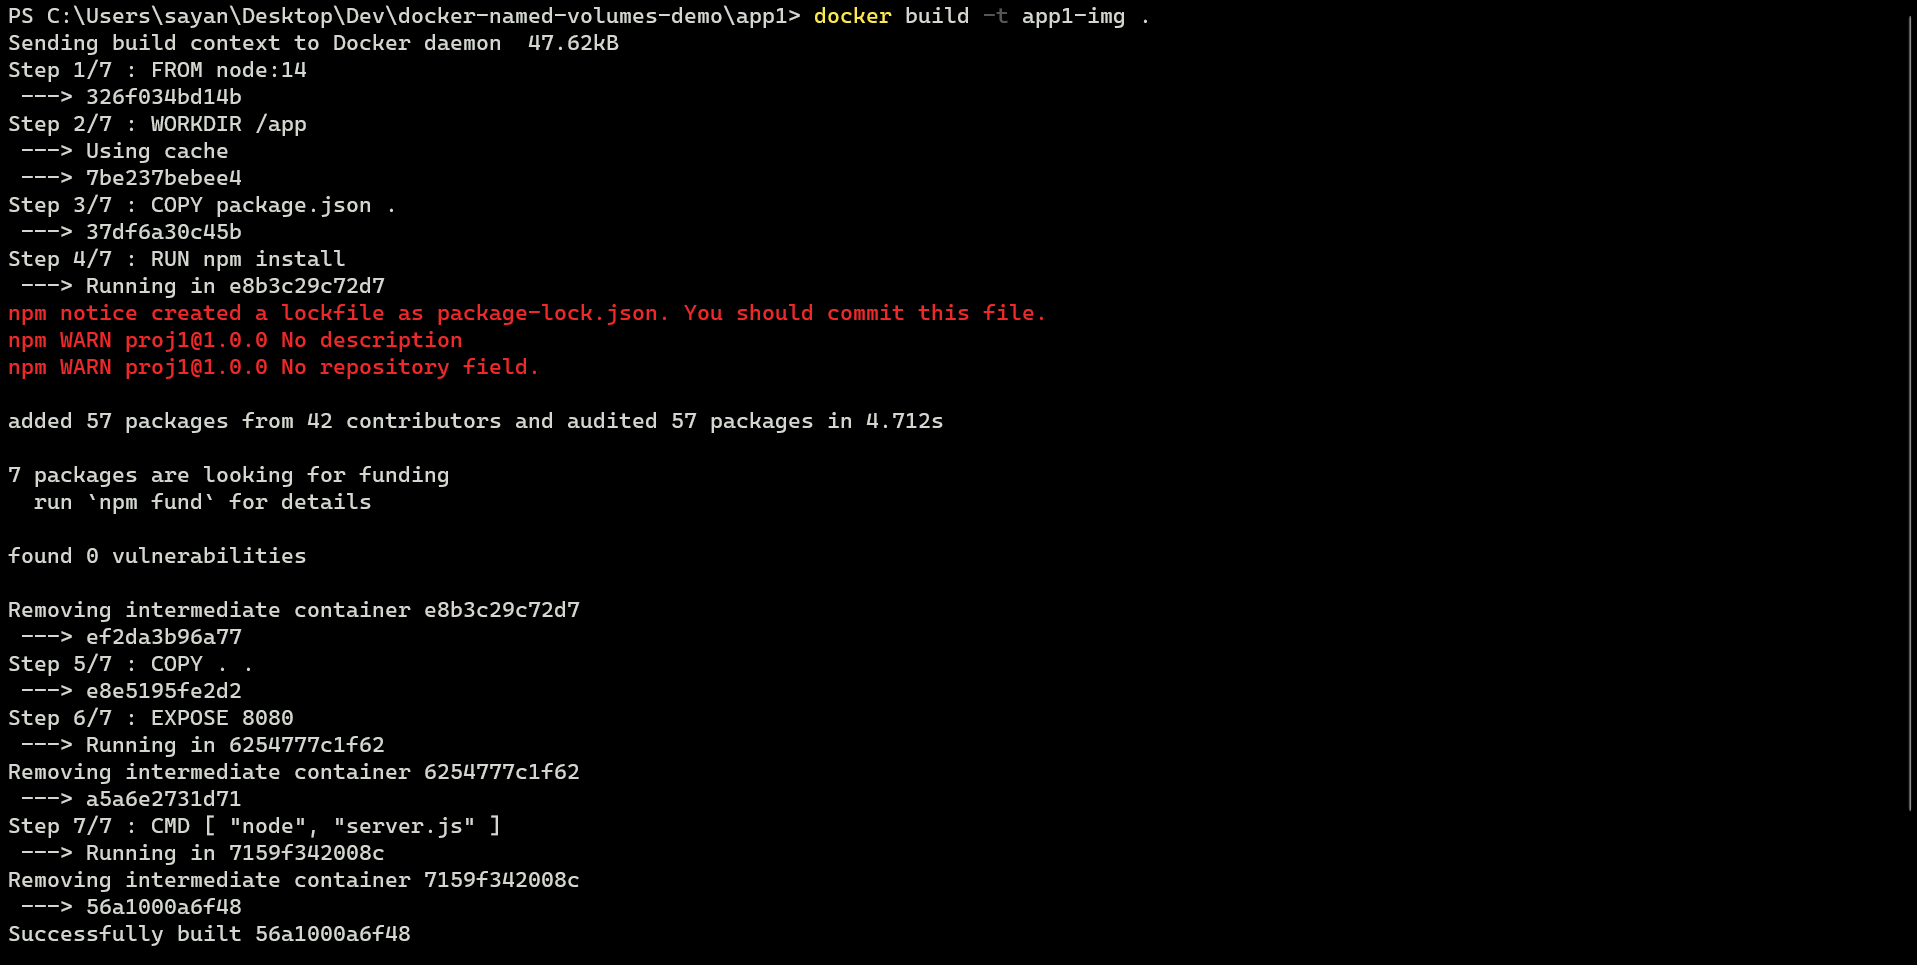 PS C:\Users\sayan\Desktop\Dev\docker-named-volumes-demo\app1> docker build -t app1-img .
Sending build context to Docker daemon  47.62kB
Step 1/7 : FROM node:14
 ---> 326f034bd14b
Step 2/7 : WORKDIR /app
 ---> Using cache
 ---> 7be237bebee4
Step 3/7 : COPY package.json .
 ---> 37df6a30c45b
Step 4/7 : RUN npm install
 ---> Running in e8b3c29c72d7
npm notice created a lockfile as package-lock.json. You should commit this file.
npm WARN proj1@1.0.0 No description
npm WARN proj1@1.0.0 No repository field.

added 57 packages from 42 contributors and audited 57 packages in 4.712s

7 packages are looking for funding
  run `npm fund` for details

found 0 vulnerabilities

Removing intermediate container e8b3c29c72d7
 ---> ef2da3b96a77
Step 5/7 : COPY . .
 ---> e8e5195fe2d2
Step 6/7 : EXPOSE 8080
 ---> Running in 6254777c1f62
Removing intermediate container 6254777c1f62
 ---> a5a6e2731d71
Step 7/7 : CMD [ "node", "server.js" ]
 ---> Running in 7159f342008c
Removing intermediate container 7159f342008c
 ---> 56a1000a6f48
Successfully built 56a1000a6f48